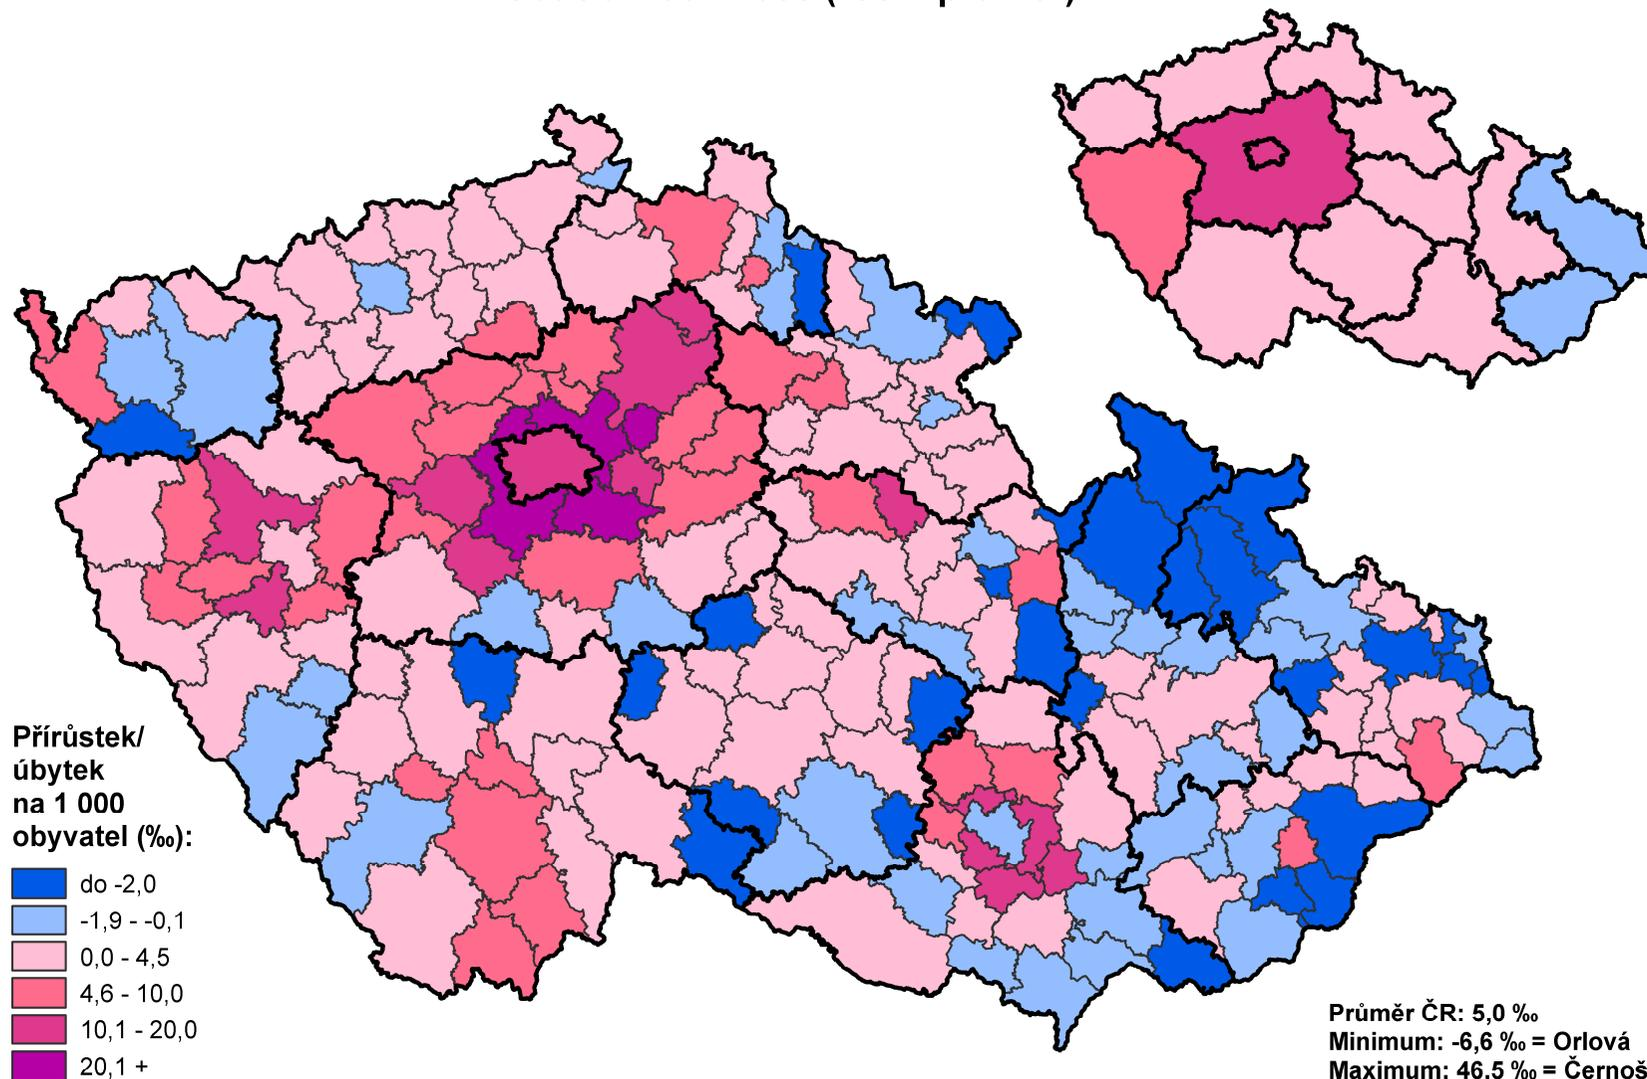 Přírůstek/
úbytek
na 1 000
obyvatel (‰):
do -2,0
-1,9 - -0,1
0,0 - 4,5
4,6 - 10,0
10,1 - 20,0
20,1 +
Průměr ČR: 5,0 ‰
Minimum: -6,6 ‰ = Orlová
Maximum: 46,5 ‰ = Černoš